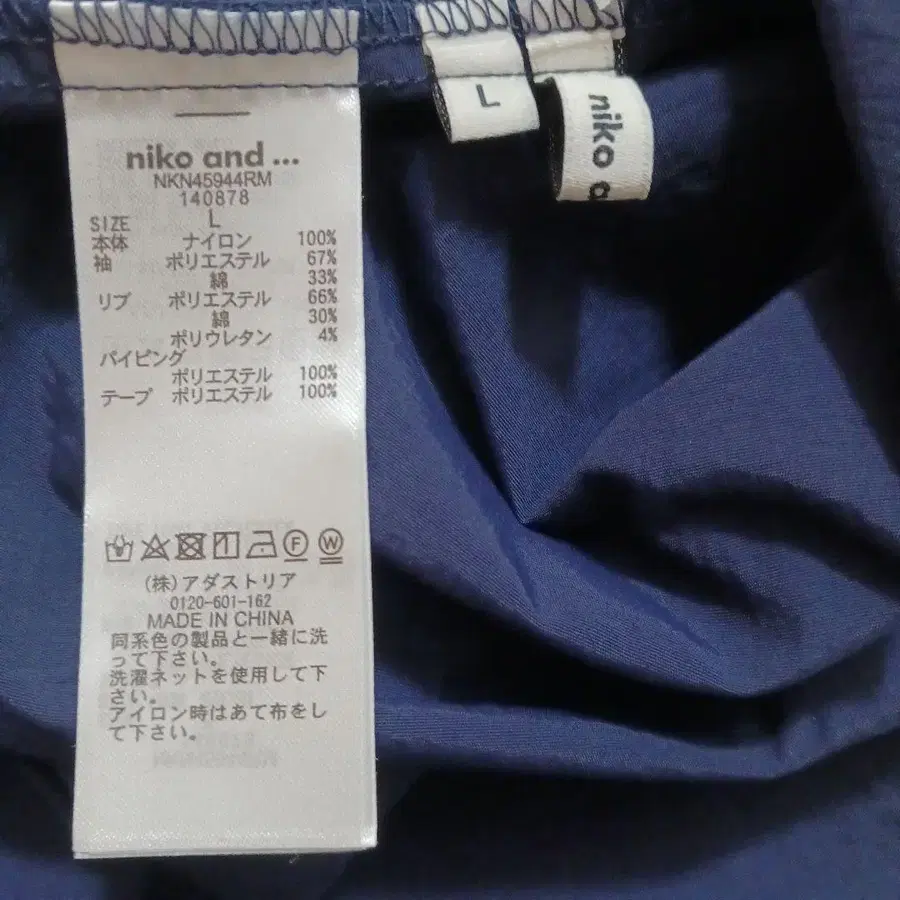 niko and ...
NKN45944RM
140878
SIZE L
本体 ナイロン 100%
袖 ポリエステル 67%
綿 33%
リブ ポリエステル 66%
綿 30%
ポリウレタン 4%
パイピング
ポリエステル 100%
テープ ポリエステル 100%
F W
(株)アダストリア
0120-601-162
MADE IN CHINA
同系色の製品と一緒に洗
って下さい。
洗濯ネットを使用して下
さい。
アイロン時はあて布をし
て下さい。
L
niko a